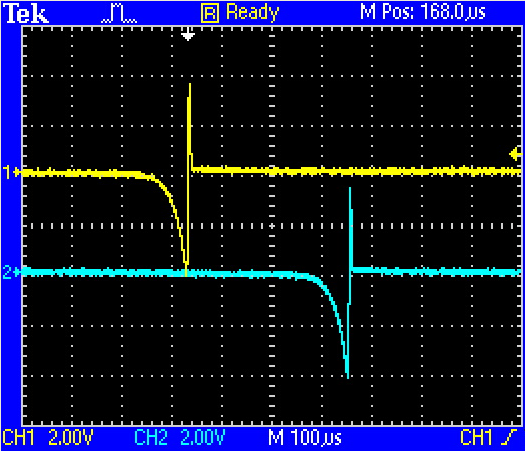 Tek R Ready M Pos: 168.0µs
1
2
CH1 2.00V CH2 2.00V M 100µs CH1